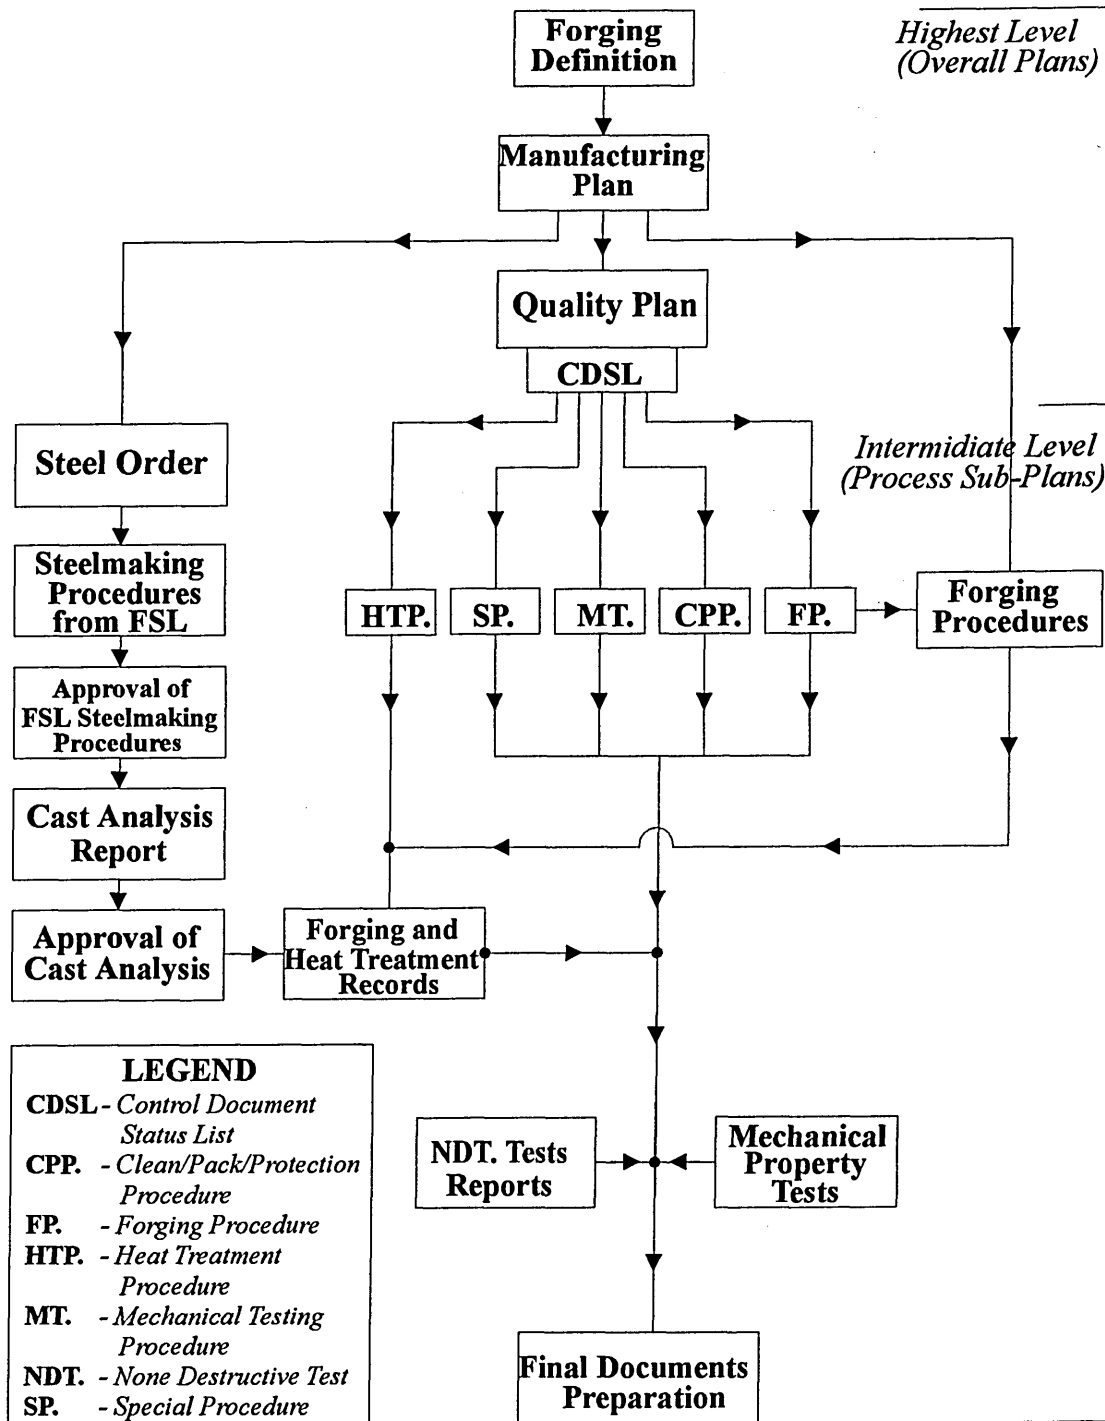 Forging
Definition
Highest Level
(Overall Plans)
Manufacturing
Plan
Quality Plan
CDSL
Steel Order
Intermidiate Level
(Process Sub-Plans)
Steelmaking
Procedures
from FSL
HTP.
SP.
MT.
CPP.
FP.
Forging
Procedures
Approval of
FSL Steelmaking
Procedures
Cast Analysis
Report
Approval of
Cast Analysis
Forging and
Heat Treatment
Records
LEGEND
CDSL - Control Document
Status List
CPP. - Clean/Pack/Protection
Procedure
FP. - Forging Procedure
HTP. - Heat Treatment
Procedure
MT. - Mechanical Testing
Procedure
NDT. - None Destructive Test
SP. - Special Procedure
NDT. Tests
Reports
Mechanical
Property
Tests
Final Documents
Preparation